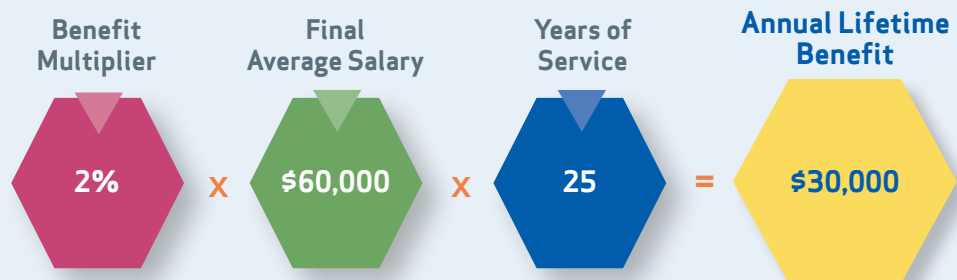 Benefit
Multiplier
Final
Average Salary
Years of
Service
Annual Lifetime
Benefit
2% x $60,000 x 25 = $30,000